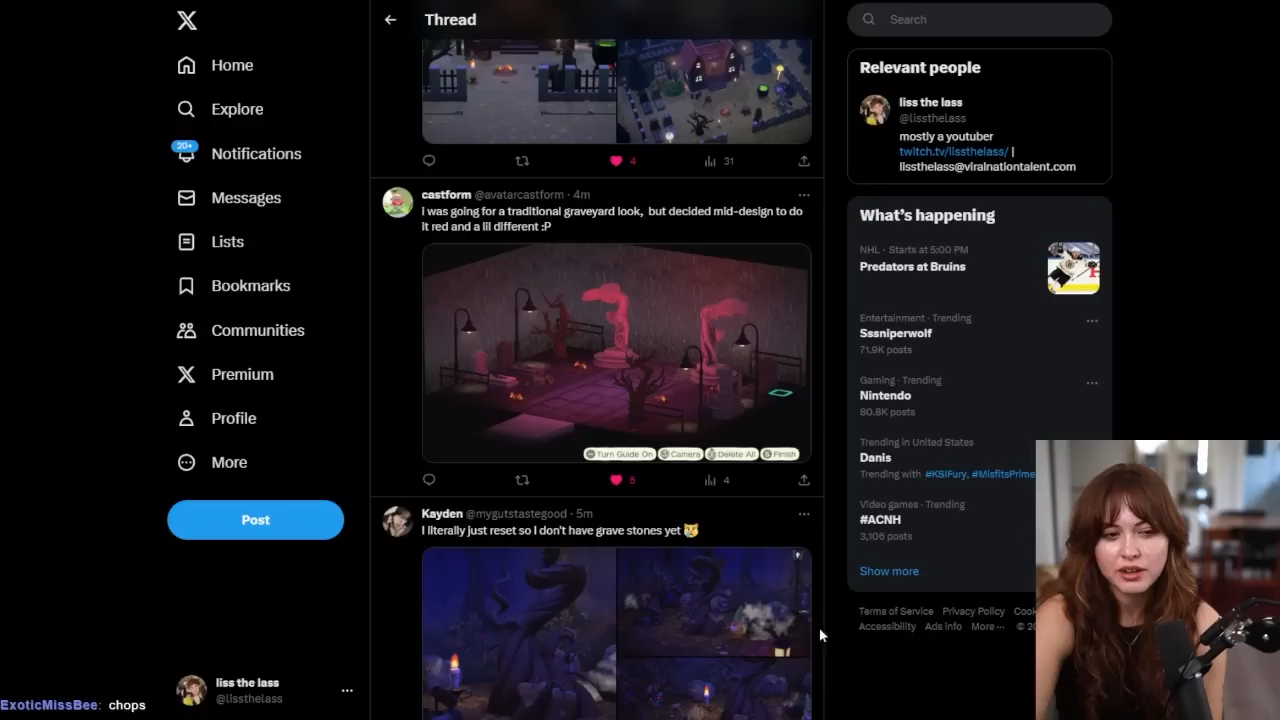 Home
Explore
20+
Notifications
Messages
Lists
Bookmarks
Communities
Premium
Profile
More
Post
liss the lass
@lissthelass
ExoticMissBee: chops
Thread
4
31
castform @avatarcastform · 4m
i was going for a traditional graveyard look, but decided mid-design to do
it red and a lil different :P
Turn Guide On
Camera
Delete All
Finish
5
4
Kayden @mygutstastegood · 5m
I literally just reset so I don't have grave stones yet 😿
Search
Relevant people
liss the lass
@lissthelass
mostly a youtuber
twitch.tv/lissthelass/ |
lissthelass@viralnationtalent.com
What's happening
NHL · Starts at 5:00 PM
Predators at Bruins
Entertainment · Trending
Sssniperwolf
71.9K posts
Gaming · Trending
Nintendo
80.8K posts
Trending in United States
Danis
Trending with #KSIFury, #MisfitsPrime
Video games · Trending
#ACNH
3,106 posts
Show more
Terms of Service Privacy Policy Cook
Accessibility Ads info More ··· © 20